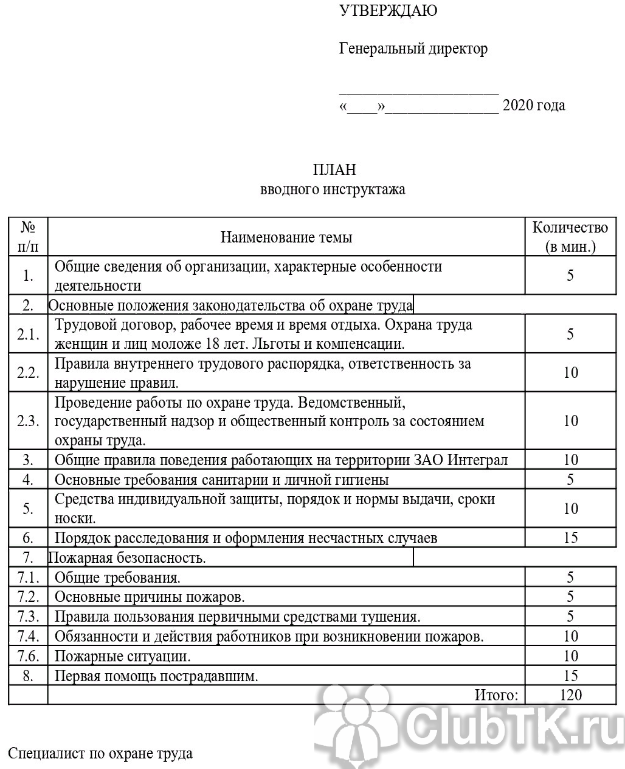 УТВЕРЖДАЮ
Генеральный директор
____________________
«____»______________ 2020 года
ПЛАН
вводного инструктажа
№ п/п Наименование темы Количество (в мин.)
1. Общие сведения об организации, характерные особенности
деятельности 5
2. Основные положения законодательства об охране труда
2.1. Трудовой договор, рабочее время и время отдыха. Охрана труда
женщин и лиц моложе 18 лет. Льготы и компенсации. 5
2.2. Правила внутреннего трудового распорядка, ответственность за
нарушение правил. 10
2.3. Проведение работы по охране труда. Ведомственный,
государственный надзор и общественный контроль за состоянием
охраны труда. 10
3. Общие правила поведения работающих на территории ЗАО Интеграл 10
4. Основные требования санитарии и личной гигиены 5
5. Средства индивидуальной защиты, порядок и нормы выдачи, сроки
носки. 10
6. Порядок расследования и оформления несчастных случаев 15
7. Пожарная безопасность.
7.1. Общие требования. 5
7.2. Основные причины пожаров. 5
7.3. Правила пользования первичными средствами тушения. 5
7.4. Обязанности и действия работников при возникновении пожаров. 10
7.6. Пожарные ситуации. 10
8. Первая помощь пострадавшим. 15
Итого: 120
ClubTK.ru
Специалист по охране труда